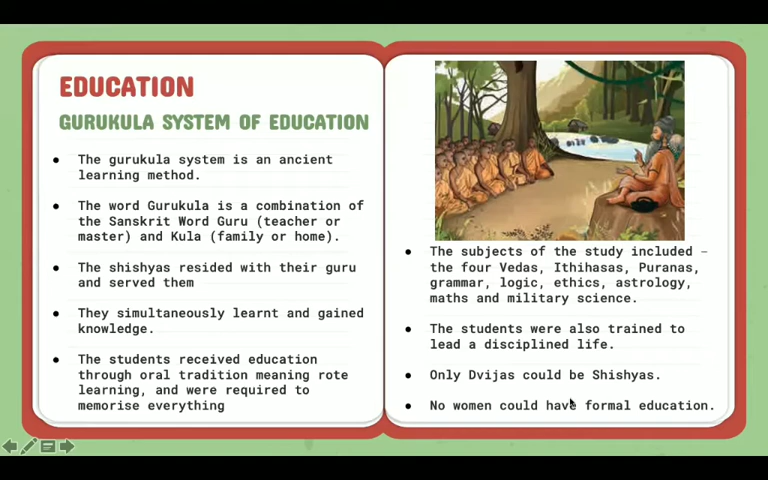 EDUCATION
GURUKULA SYSTEM OF EDUCATION
● The gurukula system is an ancient
learning method.
● The word Gurukula is a combination of
the Sanskrit Word Guru (teacher or
master) and Kula (family or home).
● The shishyas resided with their guru
and served them
● They simultaneously learnt and gained
knowledge.
● The students received education
through oral tradition meaning rote
learning, and were required to
memorise everything
● The subjects of the study included –
the four Vedas, Ithihasas, Puranas,
grammar, logic, ethics, astrology,
maths and military science.
● The students were also trained to
lead a disciplined life.
● Only Dvijas could be Shishyas.
● No women could have formal education.